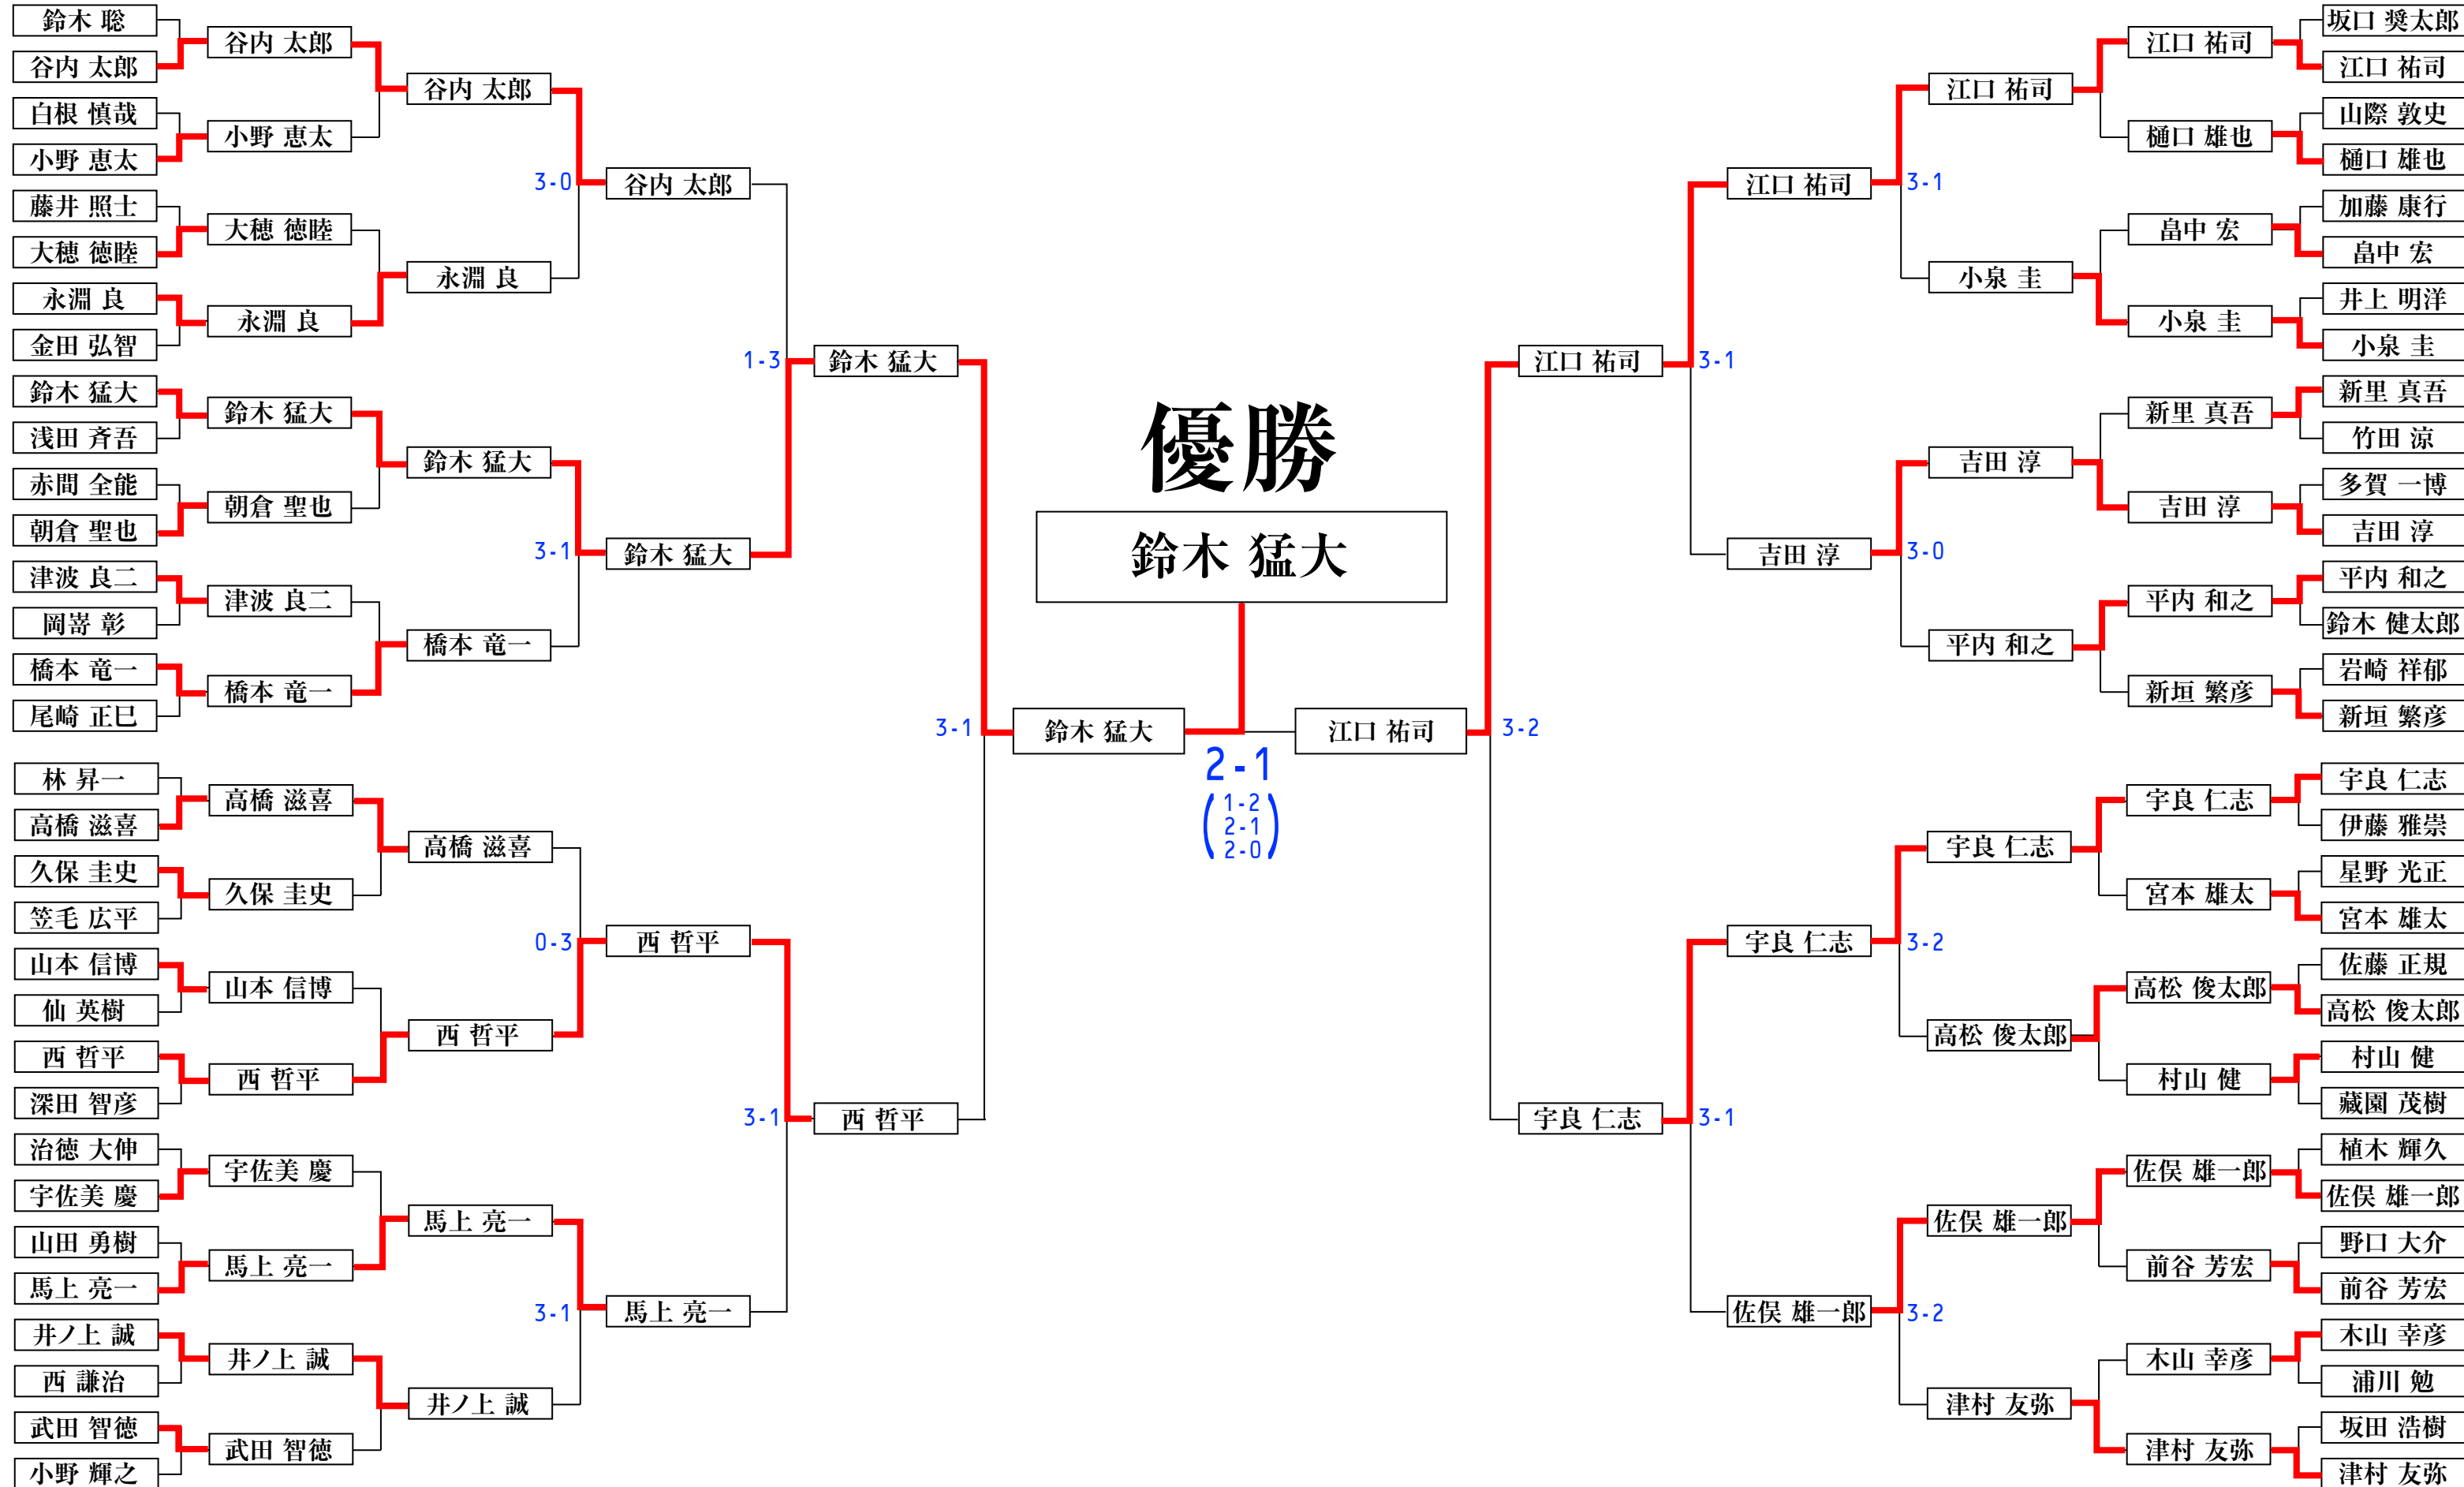 鈴木 聡
谷内 太郎
白根 慎哉
小野 恵太
藤井 照士
大穂 徳睦
永淵 良
金田 弘智
鈴木 猛大
浅田 斉吾
赤間 全能
朝倉 聖也
津波 良二
岡嵜 彰
橋本 竜一
尾崎 正巳
林 昇一
高橋 滋喜
久保 圭史
笠毛 広平
山本 信博
仙 英樹
西 哲平
深田 智彦
治徳 大伸
宇佐美 慶
山田 勇樹
馬上 亮一
井ノ上 誠
西 謙治
武田 智徳
小野 輝之
谷内 太郎
小野 恵太
大穂 徳睦
永淵 良
鈴木 猛大
朝倉 聖也
津波 良二
橋本 竜一
高橋 滋喜
久保 圭史
山本 信博
西 哲平
宇佐美 慶
馬上 亮一
井ノ上 誠
武田 智徳
谷内 太郎
永淵 良
鈴木 猛大
橋本 竜一
高橋 滋喜
西 哲平
馬上 亮一
井ノ上 誠
3-0
3-1
0-3
3-1
谷内 太郎
鈴木 猛大
西 哲平
馬上 亮一
1-3
3-1
鈴木 猛大
西 哲平
3-1
優勝
鈴木 猛大
鈴木 猛大
江口 祐司
2-1
(1-2
2-1
2-0)
3-2
江口 祐司
宇良 仁志
3-1
3-1
江口 祐司
吉田 淳
宇良 仁志
佐俣 雄一郎
3-1
3-0
3-2
3-2
江口 祐司
小泉 圭
吉田 淳
平内 和之
宇良 仁志
高松 俊太郎
佐俣 雄一郎
津村 友弥
江口 祐司
樋口 雄也
畠中 宏
小泉 圭
新里 真吾
吉田 淳
平内 和之
新垣 繁彦
宇良 仁志
宮本 雄太
高松 俊太郎
村山 健
佐俣 雄一郎
前谷 芳宏
木山 幸彦
津村 友弥
坂口 奨太郎
江口 祐司
山際 敦史
樋口 雄也
加藤 康行
畠中 宏
井上 明洋
小泉 圭
新里 真吾
竹田 涼
多賀 一博
吉田 淳
平内 和之
鈴木 健太郎
岩崎 祥郁
新垣 繁彦
宇良 仁志
伊藤 雅崇
星野 光正
宮本 雄太
佐藤 正規
高松 俊太郎
村山 健
藏園 茂樹
植木 輝久
佐俣 雄一郎
野口 大介
前谷 芳宏
木山 幸彦
浦川 勉
坂田 浩樹
津村 友弥